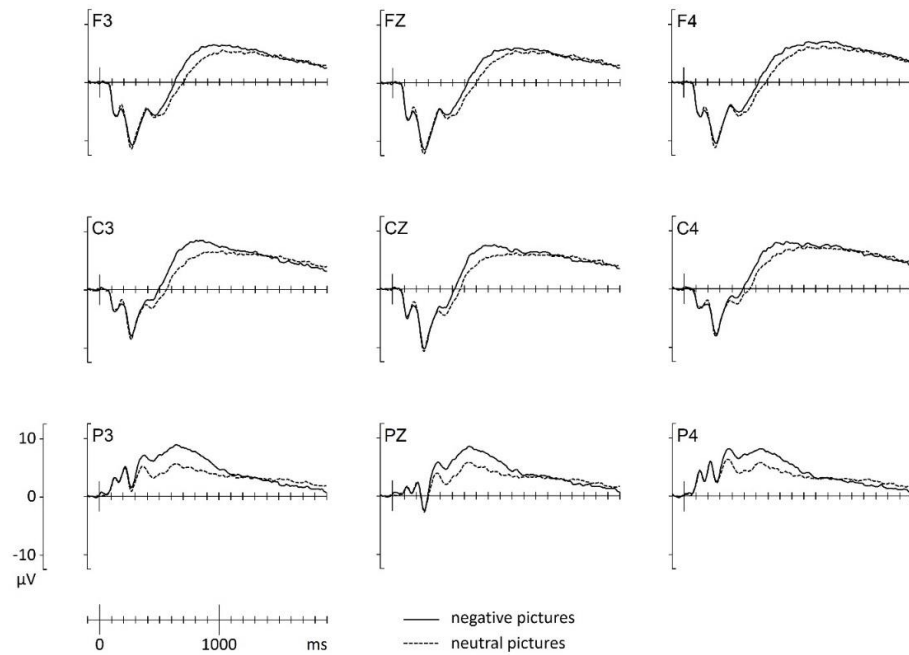 F3 FZ F4
C3 CZ C4
P3 PZ P4
10
0
-10
μV
0 1000 ms
negative pictures
neutral pictures